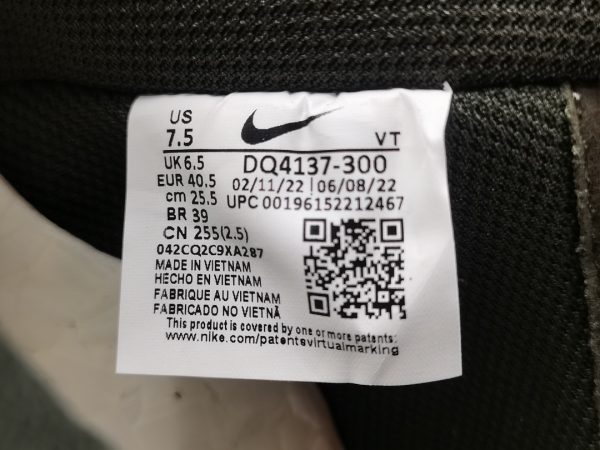 US
7.5 VT
UK 6.5 DQ4137-300
EUR 40.5 02/11/22 | 06/08/22
cm 25.5 UPC 00196152212467
BR 39
CN 255(2.5)
042CQ2C9XA287
MADE IN VIETNAM
HECHO EN VIETNAM
FABRIQUE AU VIETNAM
FABRICADO NO VIETNÃ
This product is covered by one or more patents:
www.nike.com/patentsvirtualmarking